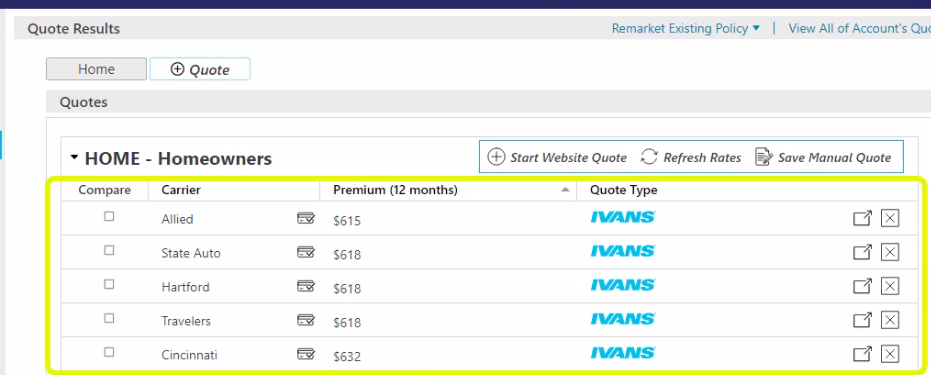 Quote Results Remarket Existing Policy | View All of Account's Quo
Home Quote
Quotes
HOME - Homeowners Start Website Quote Refresh Rates Save Manual Quote
Compare Carrier Premium (12 months) Quote Type
Allied $615 IVANS
State Auto $618 IVANS
Hartford $618 IVANS
Travelers $618 IVANS
Cincinnati $632 IVANS